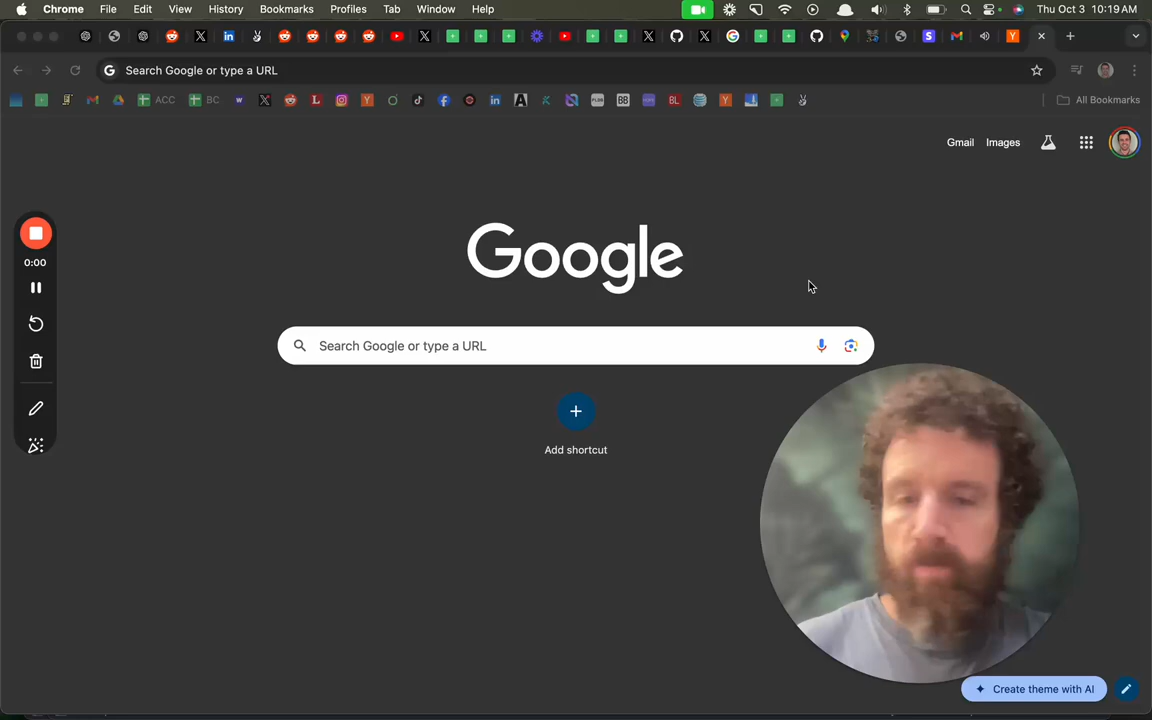 Chrome File Edit View History Bookmarks Profiles Tab Window Help Thu Oct 3 10:19 AM
Search Google or type a URL
ACC BC All Bookmarks
Gmail Images
Google
0:00
Search Google or type a URL
Add shortcut
Create theme with AI